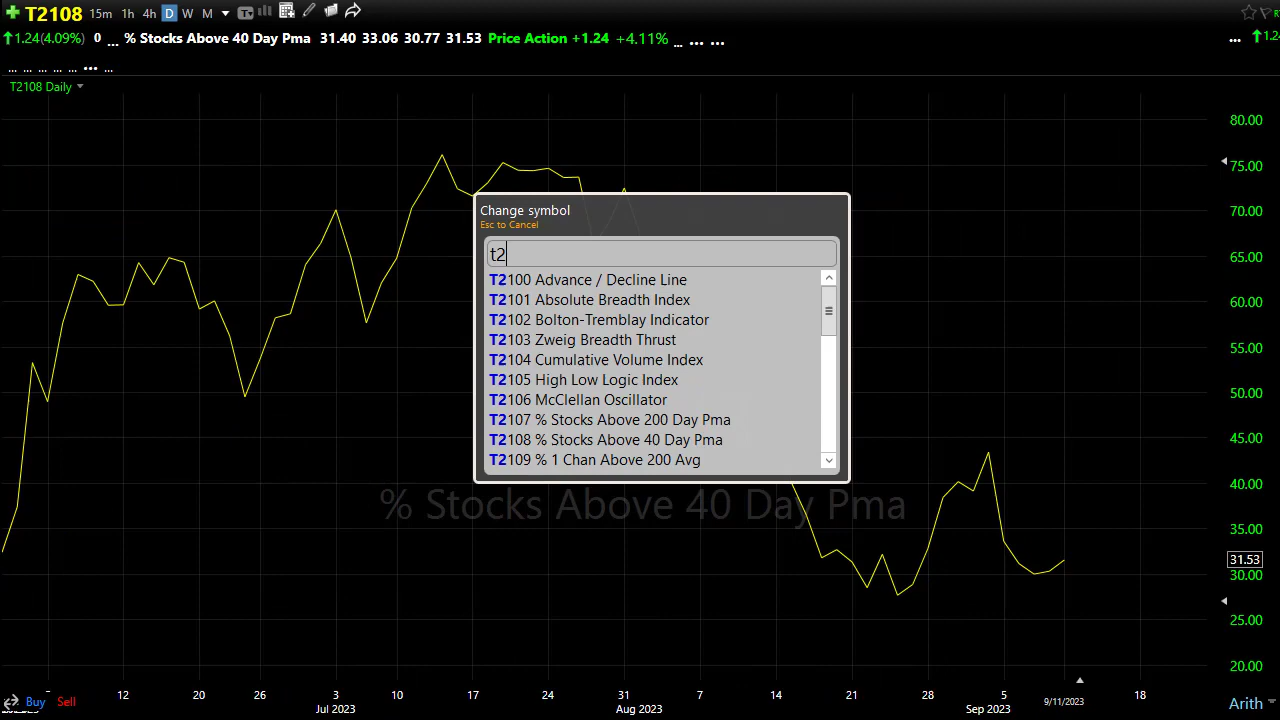 T2108 15m 1h 4h D W M
1.24(4.09%) 0 ... % Stocks Above 40 Day Pma 31.40 33.06 30.77 31.53 Price Action +1.24 +4.11% ... ... ... ... 1.24
... ... ... ... ... ... ...
T2108 Daily
80.00
75.00
70.00
65.00
60.00
55.00
50.00
45.00
40.00
35.00
31.53
30.00
25.00
20.00
Change symbol
Esc to Cancel
t2
T2100 Advance / Decline Line
T2101 Absolute Breadth Index
T2102 Bolton-Tremblay Indicator
T2103 Zweig Breadth Thrust
T2104 Cumulative Volume Index
T2105 High Low Logic Index
T2106 McClellan Oscillator
T2107 % Stocks Above 200 Day Pma
T2108 % Stocks Above 40 Day Pma
T2109 % 1 Chan Above 200 Avg
% Stocks Above 40 Day Pma
12 20 26 3 10 17 24 31 7 14 21 28 5 9/11/2023 18
Buy Sell Jul 2023 Aug 2023 Sep 2023 Arith